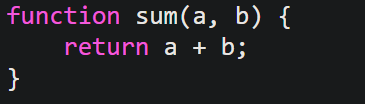 function sum(a, b) {
    return a + b;
}